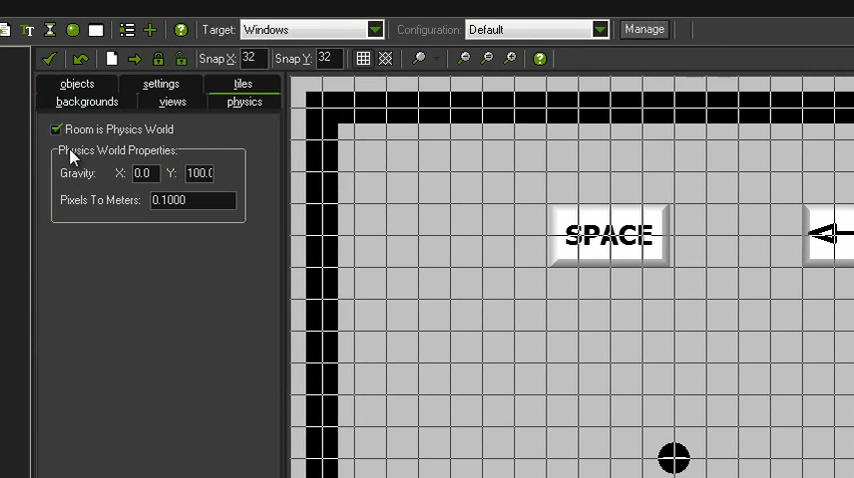 Target: Windows Configuration: Default Manage
Snap X: 32 Snap Y: 32
objects settings tiles
backgrounds views physics
Room is Physics World
Physics World Properties:
Gravity: X: 0.0 Y: 100.0
Pixels To Meters: 0.1000
SPACE